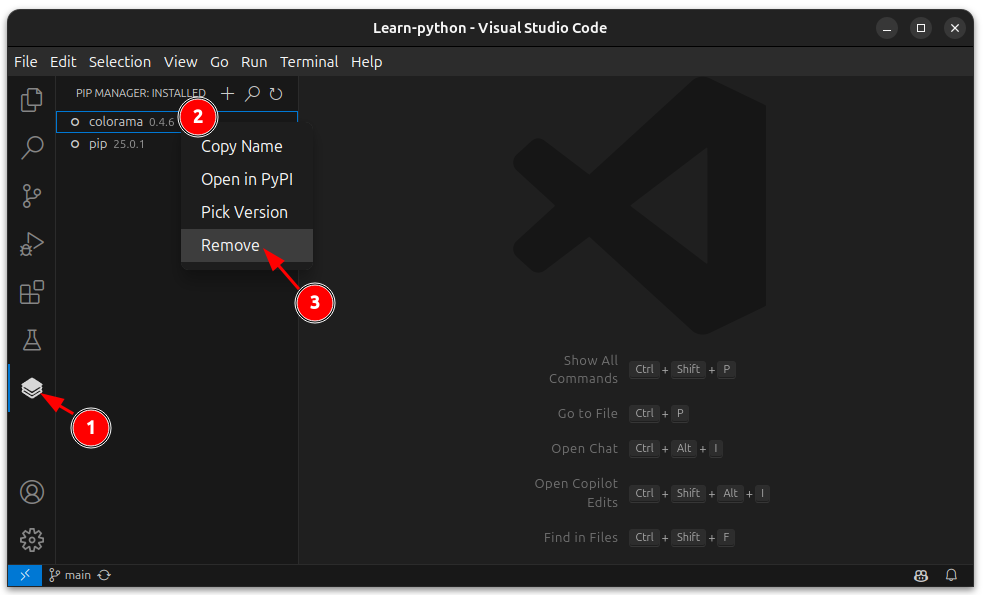 Learn-python - Visual Studio Code
File Edit Selection View Go Run Terminal Help
PIP MANAGER: INSTALLED
colorama 0.4.6
2
pip 25.0.1
Copy Name
Open in PyPI
Pick Version
Remove
3
1
Show All
Commands
Ctrl + Shift + P
Go to File Ctrl + P
Open Chat Ctrl + Alt + I
Open Copilot
Edits
Ctrl + Shift + Alt + I
Find in Files Ctrl + Shift + F
main